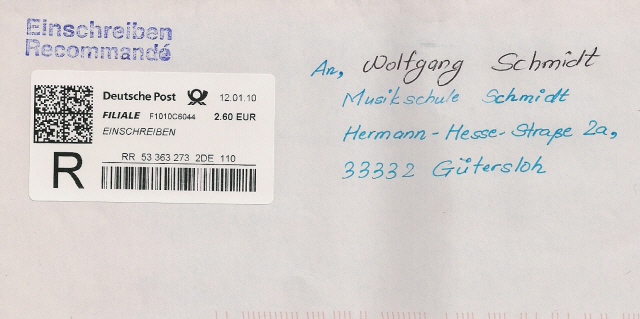 Einschreiben
Recommandé
Deutsche Post 12.01.10
FILIALE F1010C6044 2.60 EUR
EINSCHREIBEN
R
RR 53 363 273 2DE 110
An, Wolfgang Schmidt
Musikschule Schmidt
Hermann-Hesse-Straße 2a,
33332 Gütersloh